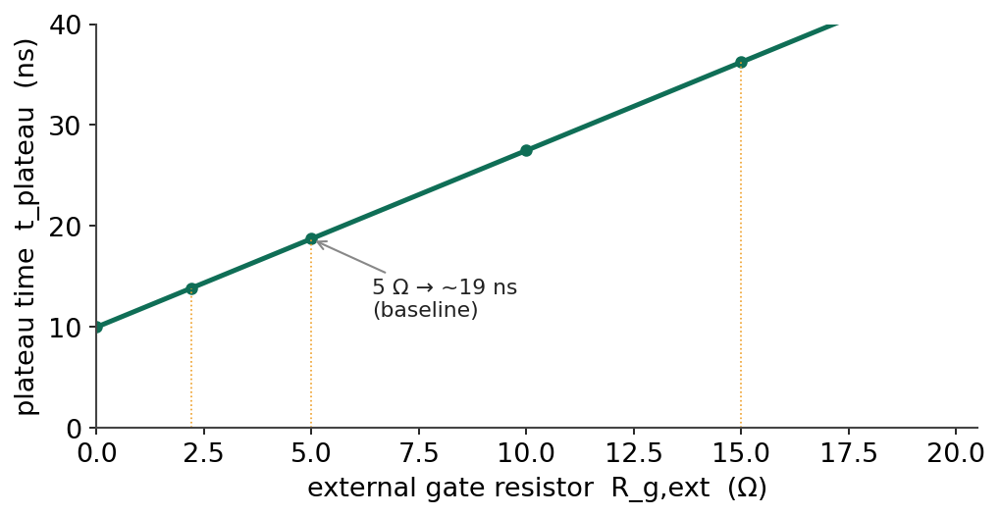 40
30
20
10
0
plateau time t_plateau (ns)
5 Ω → ~19 ns
(baseline)
0.0 2.5 5.0 7.5 10.0 12.5 15.0 17.5 20.0
external gate resistor R_g,ext (Ω)